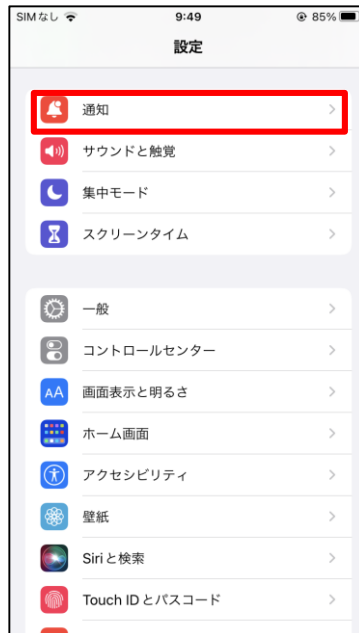 SIMなし 9:49 85%
設定
通知
サウンドと触覚
集中モード
スクリーンタイム
一般
コントロールセンター
AA 画面表示と明るさ
ホーム画面
アクセシビリティ
壁紙
Siriと検索
Touch IDとパスコード